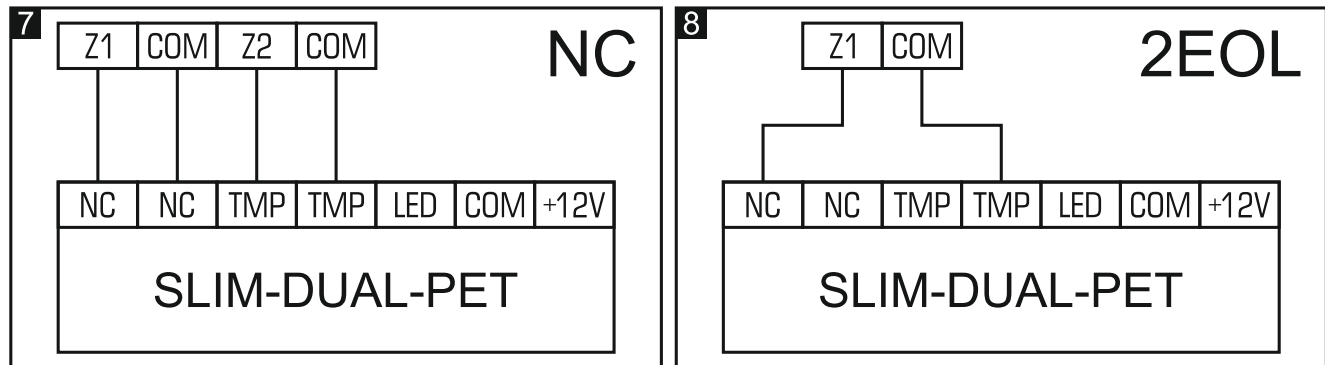 7
Z1 COM Z2 COM
NC
NC NC TMP TMP LED COM +12V
SLIM-DUAL-PET
8
Z1 COM
2EOL
NC NC TMP TMP LED COM +12V
SLIM-DUAL-PET